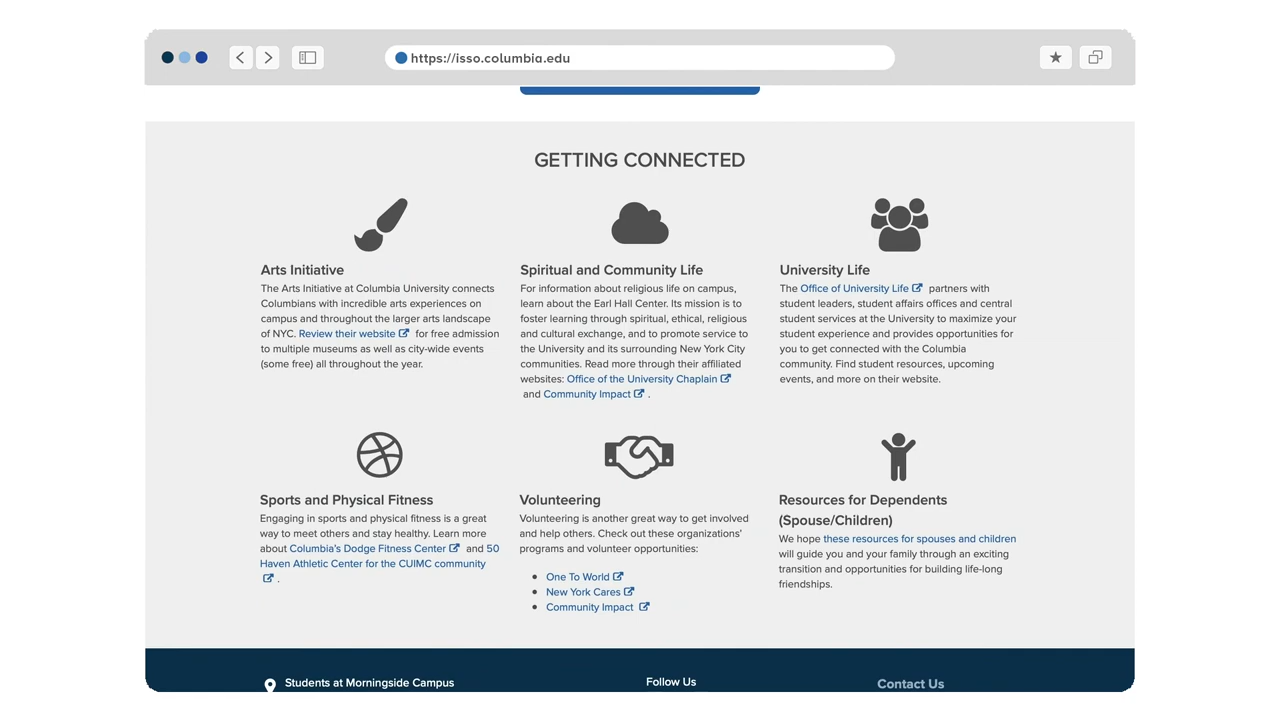 https://isso.columbia.edu
GETTING CONNECTED
Arts Initiative
The Arts Initiative at Columbia University connects
Columbians with incredible arts experiences on
campus and throughout the larger arts landscape
of NYC. Review their website for free admission
to multiple museums as well as city-wide events
(some free) all throughout the year.
Spiritual and Community Life
For information about religious life on campus,
learn about the Earl Hall Center. Its mission is to
foster learning through spiritual, ethical, religious
and cultural exchange, and to promote service to
the University and its surrounding New York City
communities. Read more through their affiliated
websites: Office of the University Chaplain
and Community Impact .
University Life
The Office of University Life partners with
student leaders, student affairs offices and central
student services at the University to maximize your
student experience and provides opportunities for
you to get connected with the Columbia
community. Find student resources, upcoming
events, and more on their website.
Sports and Physical Fitness
Engaging in sports and physical fitness is a great
way to meet others and stay healthy. Learn more
about Columbia's Dodge Fitness Center and 50
Haven Athletic Center for the CUIMC community
.
Volunteering
Volunteering is another great way to get involved
and help others. Check out these organizations'
programs and volunteer opportunities:
• One To World
• New York Cares
• Community Impact
Resources for Dependents
(Spouse/Children)
We hope these resources for spouses and children
will guide you and your family through an exciting
transition and opportunities for building life-long
friendships.
Students at Morningside Campus
Follow Us
Contact Us